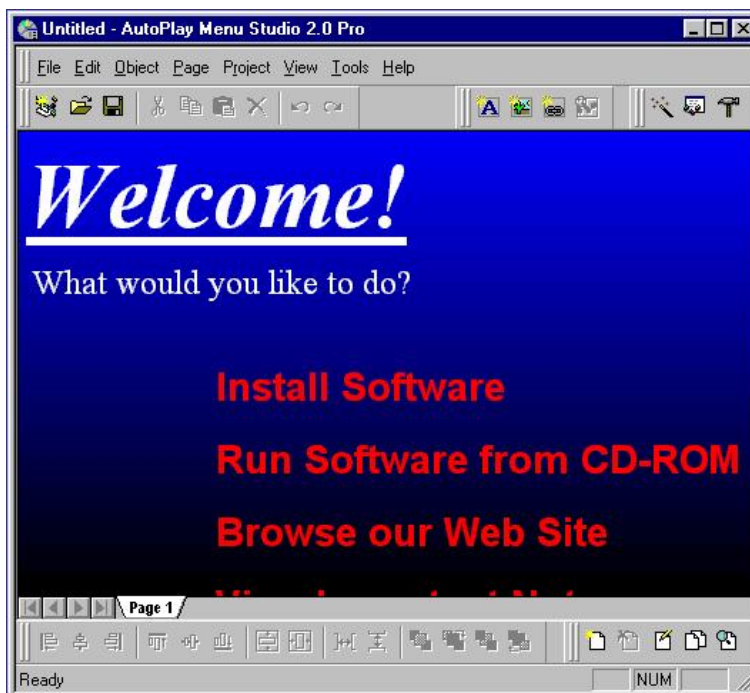 Untitled - AutoPlay Menu Studio 2.0 Pro
File Edit Object Page Project View Tools Help
Welcome!
What would you like to do?
Install Software
Run Software from CD-ROM
Browse our Web Site
Page 1
Ready NUM